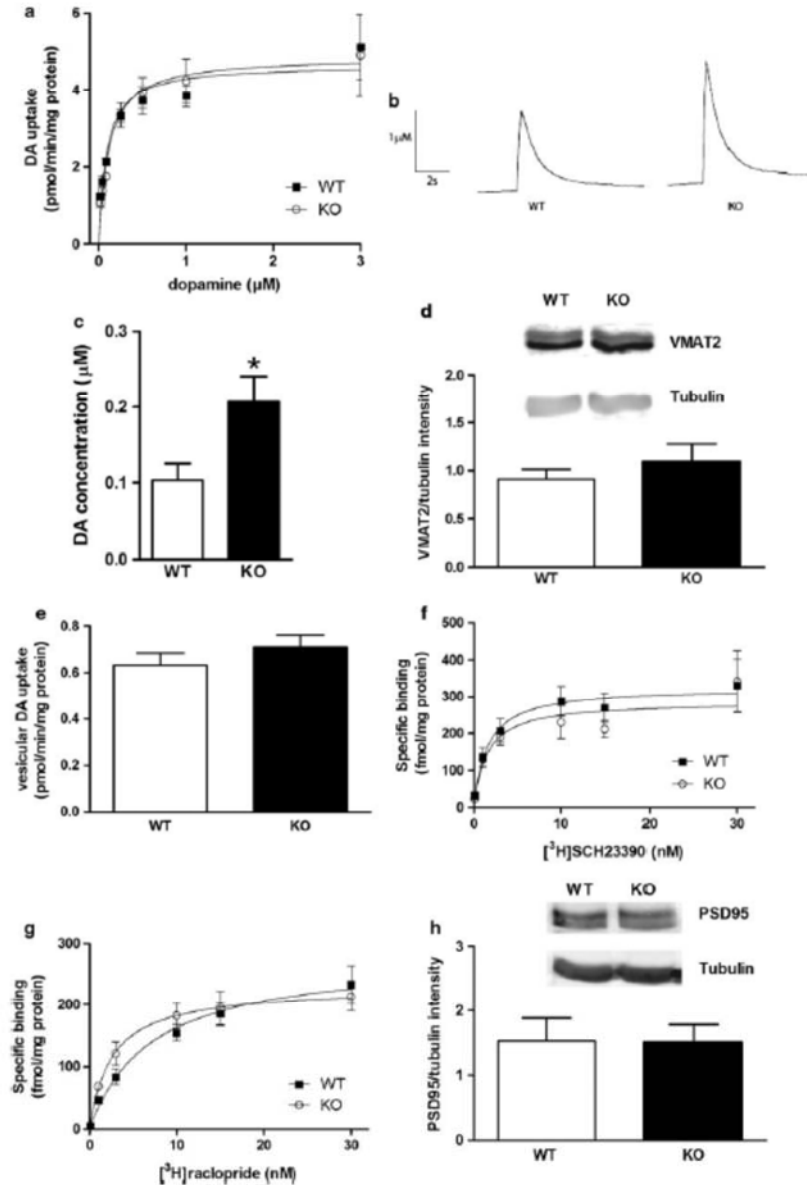 a
DA uptake
(pmol/min/mg protein)
6
4
2
0
0
1
2
3
dopamine (μM)
WT
KO
b
1μM
2s
WT
KO
c
DA concentration (μM)
0.3
0.2
0.1
0.0
*
WT
KO
d
WT KO
VMAT2
Tubulin
VMAT2/tubulin intensity
2.0
1.5
1.0
0.5
0.0
WT
KO
e
vesicular DA uptake
(pmol/min/mg protein)
0.8
0.6
0.4
0.2
0.0
WT
KO
f
Specific binding
(fmol/mg protein)
500
400
300
200
100
0
0
10
20
30
[³H]SCH23390 (nM)
WT
KO
g
Specific binding
(fmol/mg protein)
300
200
100
0
0
10
20
30
[³H]raclopride (nM)
WT
KO
h
WT KO
PSD95
Tubulin
PSD95/tubulin intensity
3
2
1
0
WT
KO